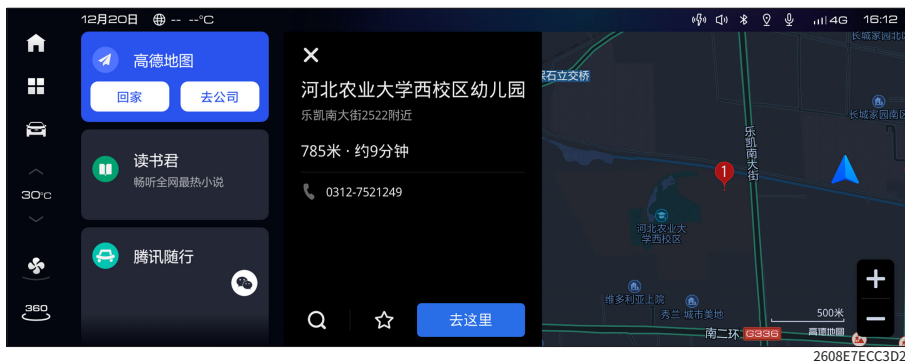 12月20日 -- --°C
4G 16:12
30°C
360
高德地图
回家 去公司
读书君
畅听全网最热小说
腾讯随行
河北农业大学西校区幼儿园
乐凯南大街2522附近
785米 · 约9分钟
0312-7521249
去这里
石立交桥
长城家园北
长城家园南区
乐凯南大街
1
河北农业大
学西校区
维多利亚上院
秀兰·城市美地
南二环 G336
500米
高德地图
2608E7ECC3D2